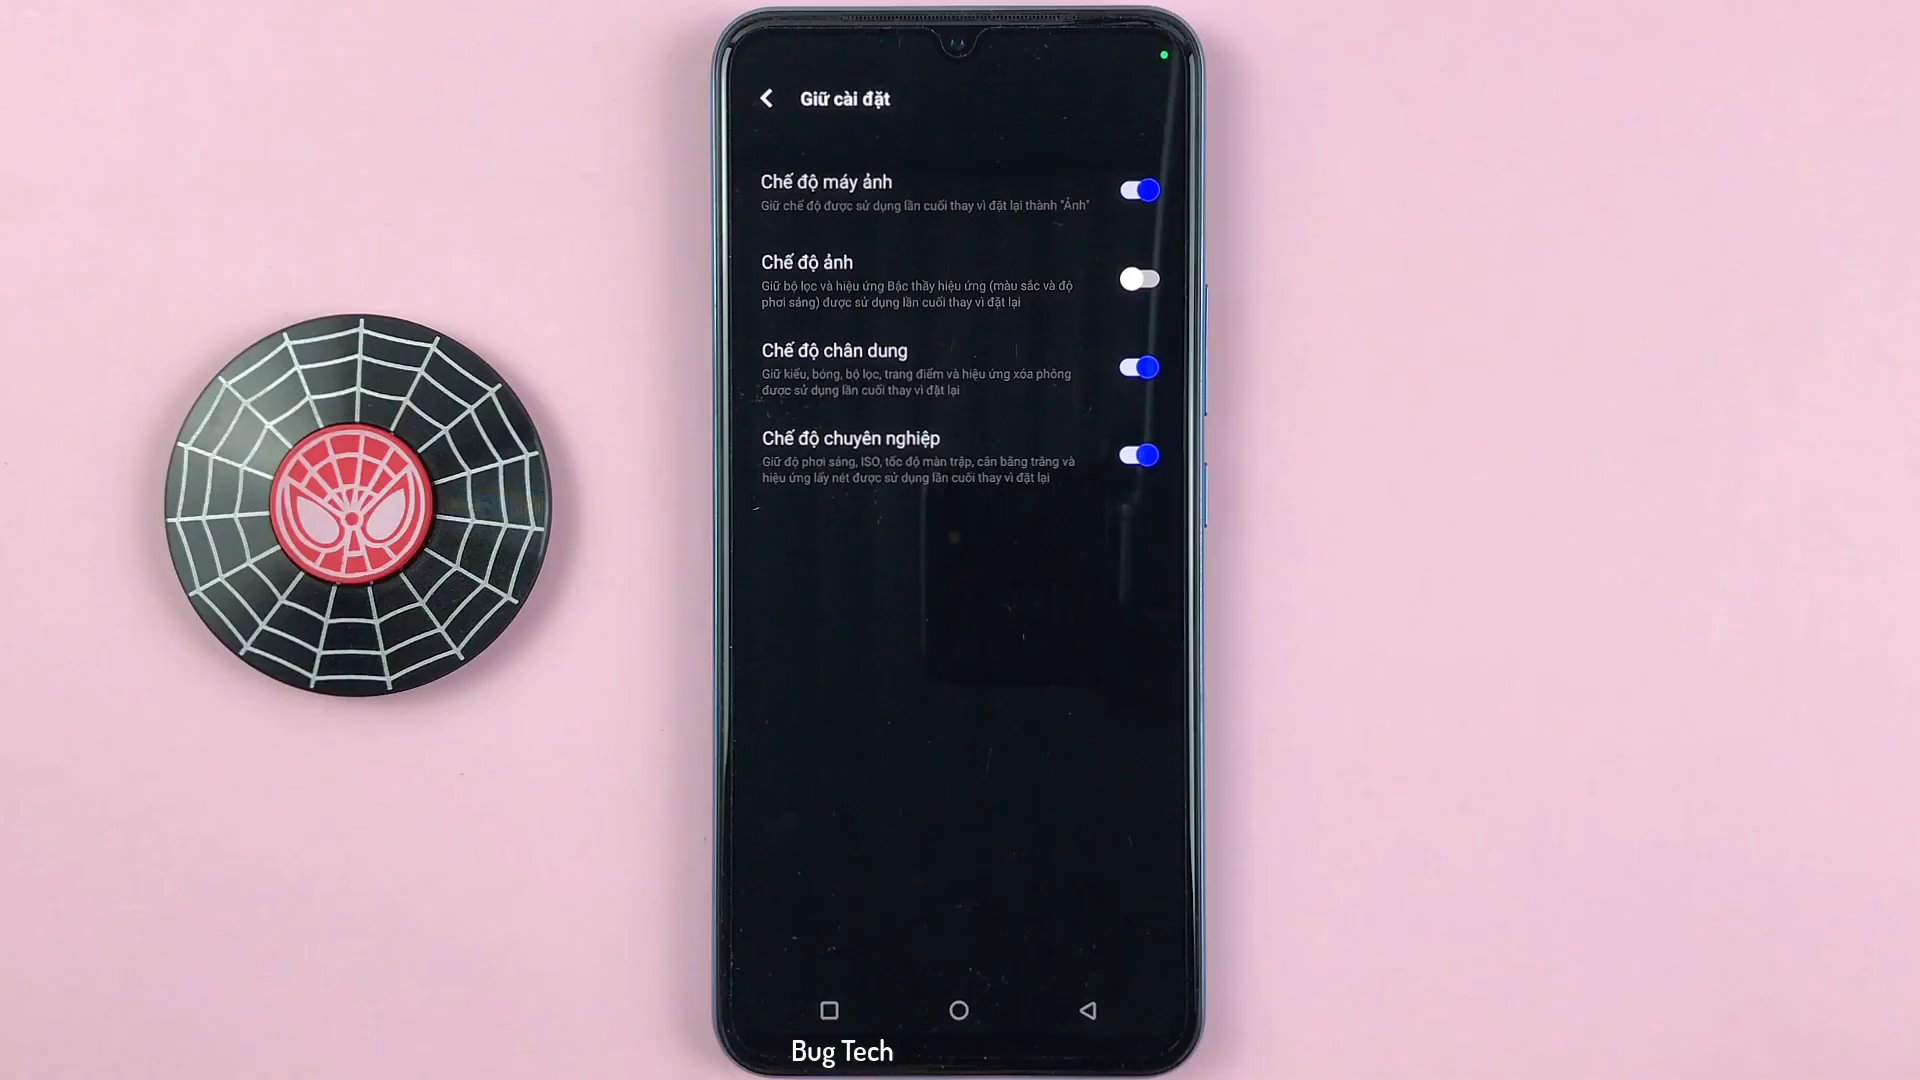 Giữ cài đặt
Chế độ máy ảnh
Giữ chế độ được sử dụng lần cuối thay vì đặt lại thành "Ảnh"
Chế độ ảnh
Giữ bộ lọc và hiệu ứng Bậc thầy hiệu ứng (màu sắc và độ
phơi sáng) được sử dụng lần cuối thay vì đặt lại
Chế độ chân dung
Giữ kiểu, bóng, bộ lọc, trang điểm và hiệu ứng xóa phông
được sử dụng lần cuối thay vì đặt lại
Chế độ chuyên nghiệp
Giữ độ phơi sáng, ISO, tốc độ màn trập, cân bằng trắng và
hiệu ứng lấy nét được sử dụng lần cuối thay vì đặt lại
Bug Tech